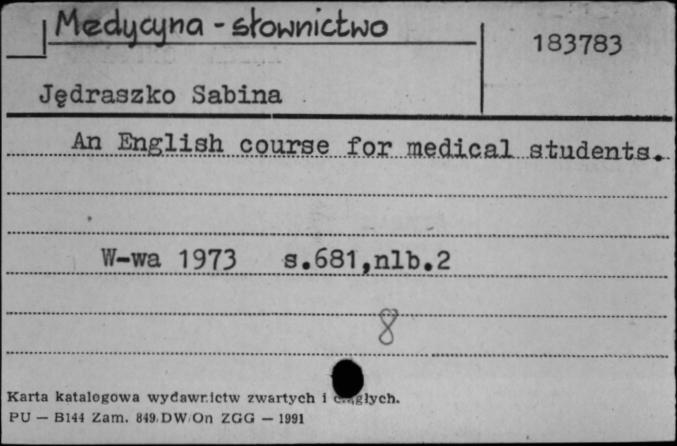 Medycyna - słownictwo
183783
Jędraszko Sabina
An English course for medical students.
W-wa 1973 s.681,nlb.2
8
Karta katalogowa wydawnictw zwartych i ciągłych.
PU — B144 Zam. 849 DW/On ZGG — 1991